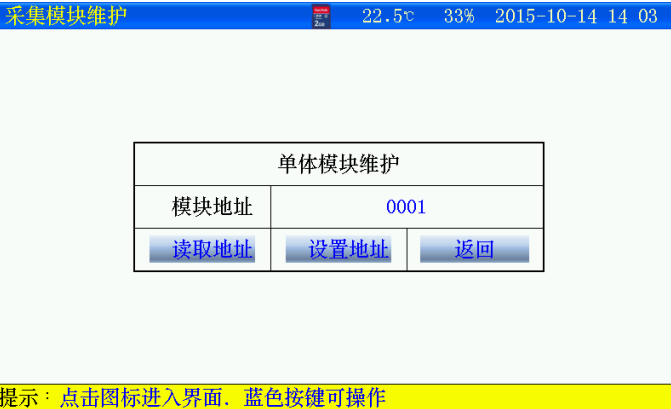 采集模块维护 22.5℃ 33% 2015-10-14 14 03
单体模块维护
模块地址 0001
读取地址 设置地址 返回
提示：点击图标进入界面．蓝色按键可操作